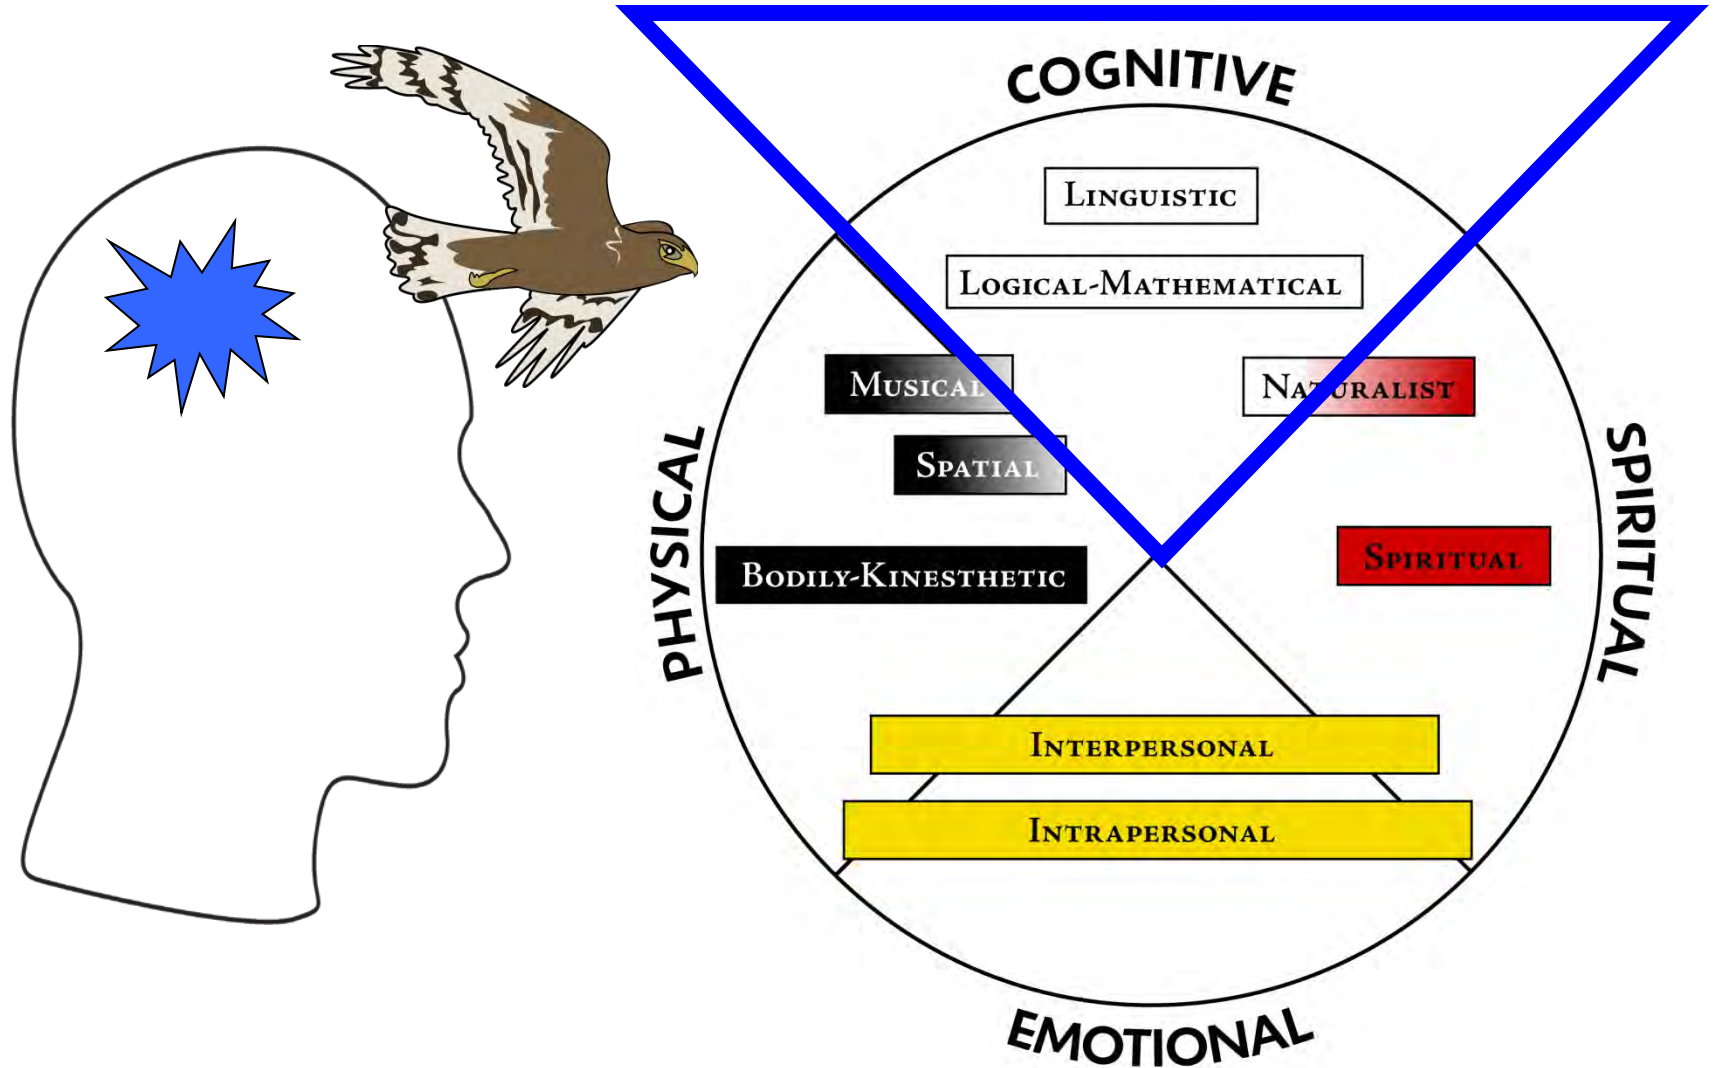 COGNITIVE
LINGUISTIC
LOGICAL-MATHEMATICAL
MUSICAL
NATURALIST
SPATIAL
PHYSICAL
SPIRITUAL
SPIRITUAL
BODILY-KINESTHETIC
INTERPERSONAL
INTRAPERSONAL
EMOTIONAL